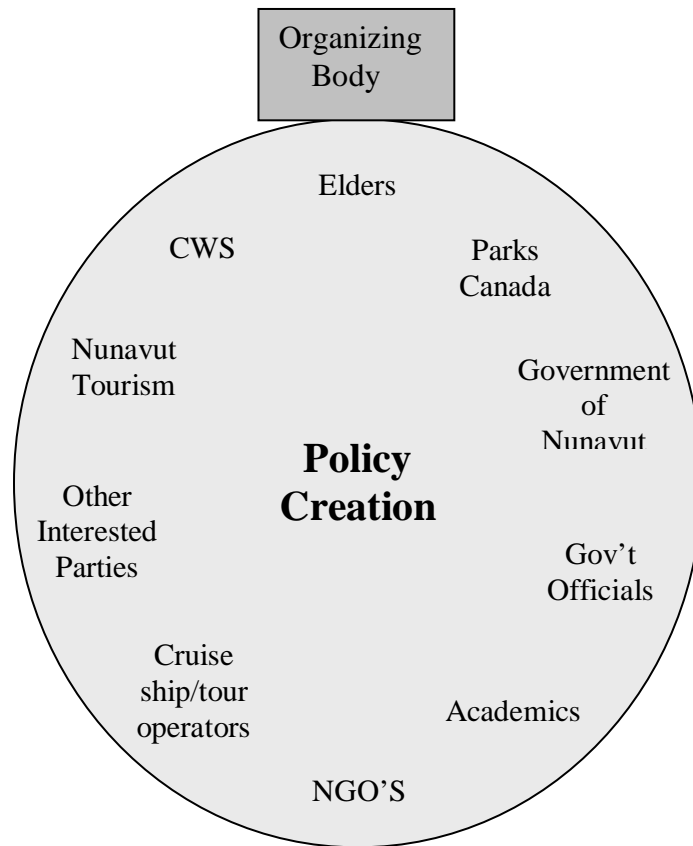 Organizing
Body
Elders
CWS
Parks
Canada
Nunavut
Tourism
Government
of
Nunavut
Policy
Creation
Other
Interested
Parties
Gov’t
Officials
Cruise
ship/tour
operators
Academics
NGO’S